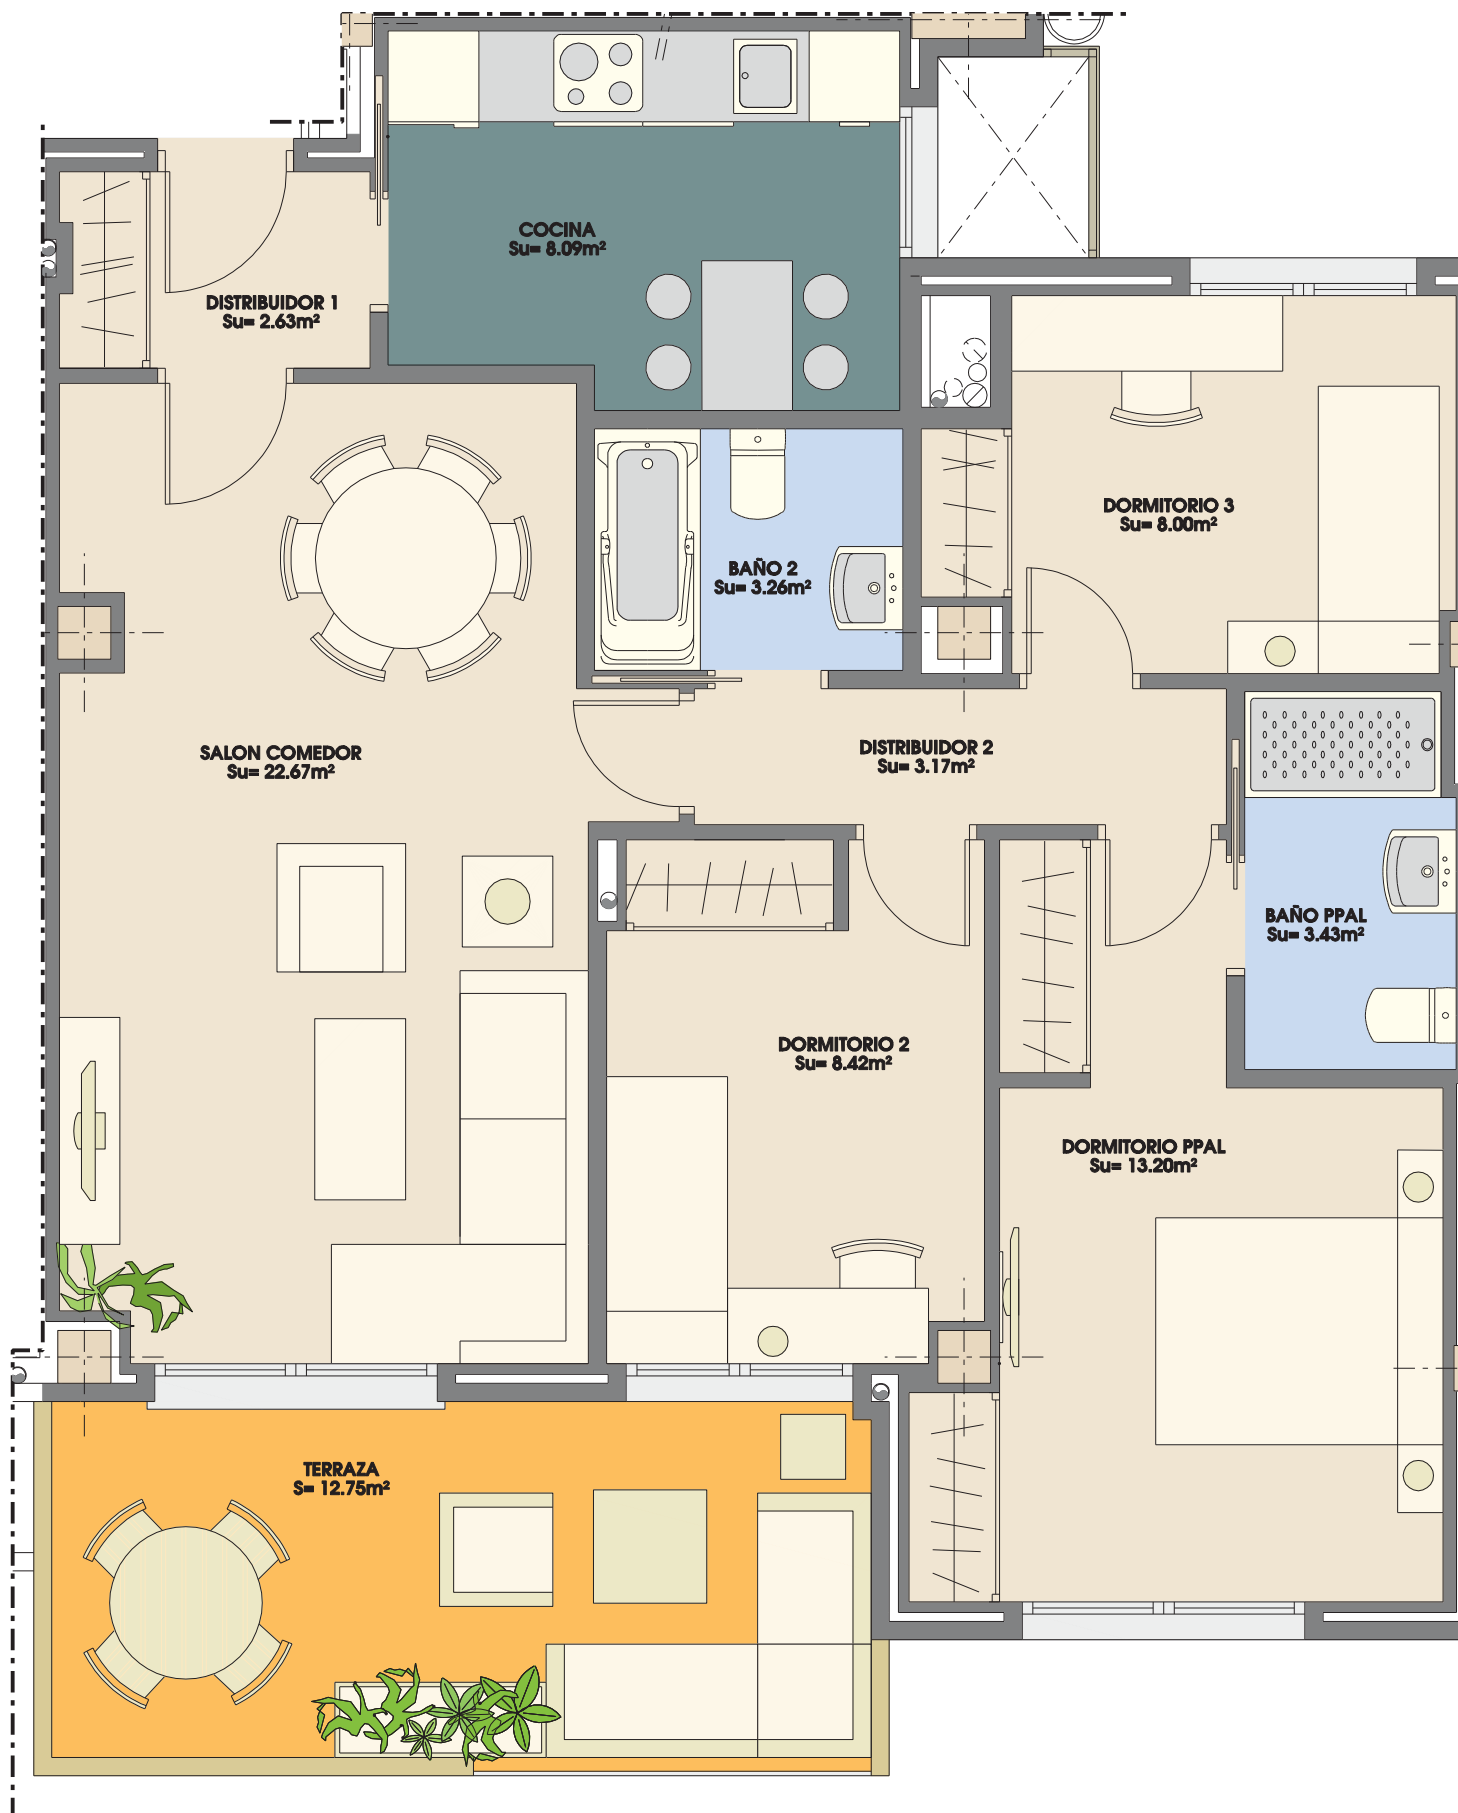 COCINA
Su= 8.09m²
DISTRIBUIDOR 1
Su= 2.63m²
DORMITORIO 3
Su= 8.00m²
BAÑO 2
Su= 3.26m²
SALON COMEDOR
Su= 22.67m²
DISTRIBUIDOR 2
Su= 3.17m²
BAÑO PPAL
Su= 3.43m²
DORMITORIO 2
Su= 8.42m²
DORMITORIO PPAL
Su= 13.20m²
TERRAZA
S= 12.75m²